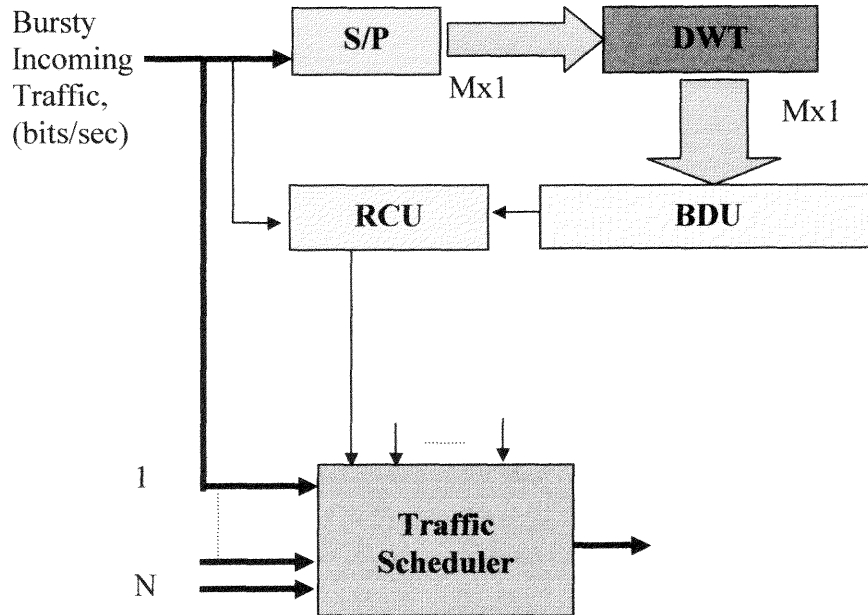 Bursty
Incoming
Traffic,
(bits/sec)
S/P
Mx1
DWT
Mx1
RCU
BDU
1
N
Traffic
Scheduler